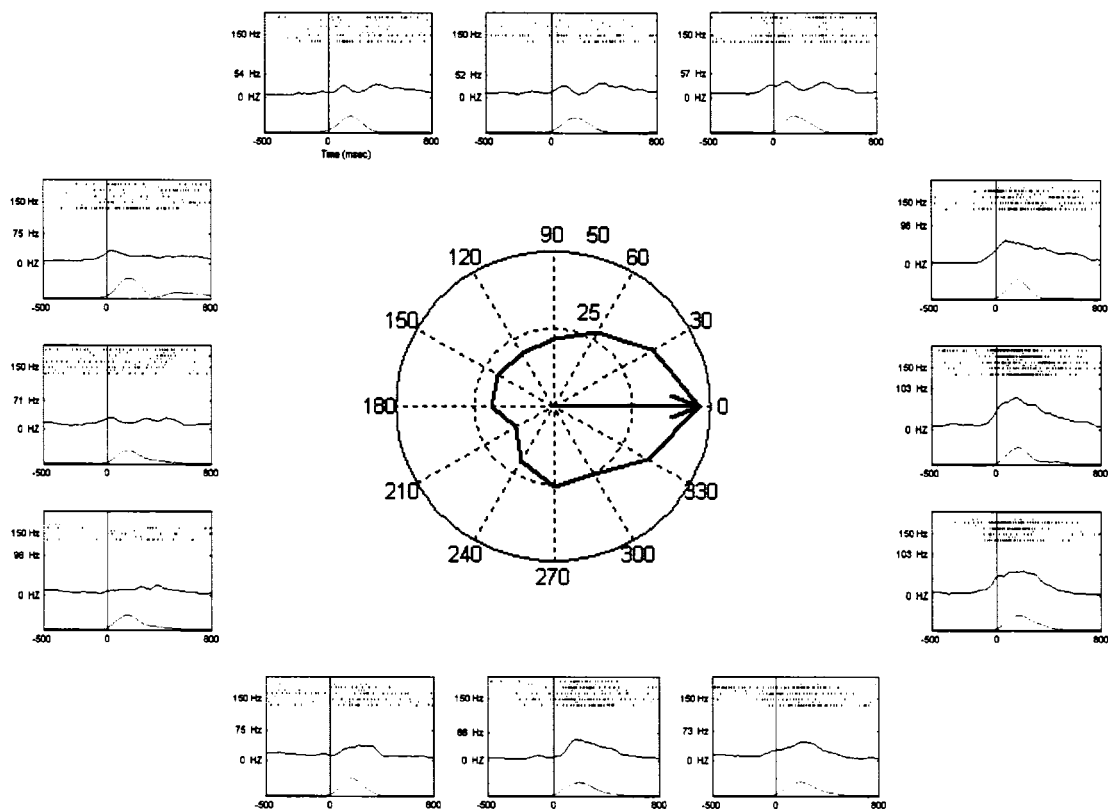 150 Hz
54 Hz
0 HZ
-500 0 800
Time (msec)
150 Hz
52 Hz
0 HZ
-500 0 800
150 Hz
57 Hz
0 HZ
-500 0 800
150 Hz
75 Hz
0 HZ
-500 0 800
150 Hz
98 Hz
0 HZ
-500 0 800
90 50
120 60
150 25 30
180 0
210 330
240 300
270
150 Hz
71 Hz
0 HZ
-500 0 800
150 Hz
103 Hz
0 HZ
-500 0 800
150 Hz
98 Hz
0 HZ
-500 0 800
150 Hz
103 Hz
0 HZ
-500 0 800
150 Hz
75 Hz
0 HZ
-500 0 800
150 Hz
88 Hz
0 HZ
-500 0 800
150 Hz
73 Hz
0 HZ
-500 0 800